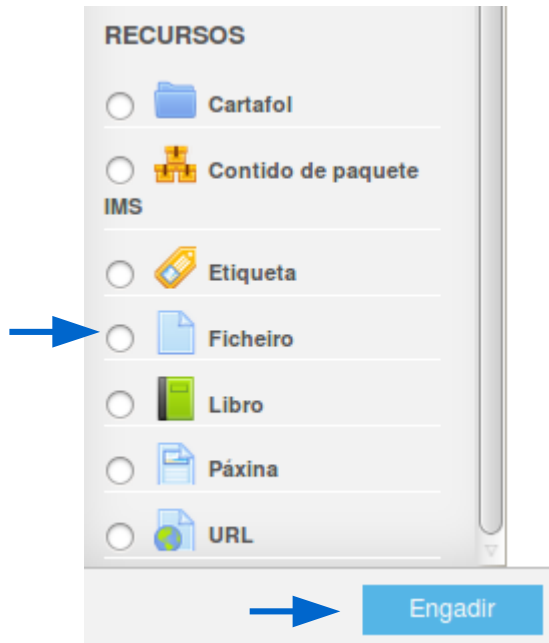 RECURSOS
Cartafol
Contido de paquete
IMS
Etiqueta
Ficheiro
Libro
Páxina
URL
Engadir